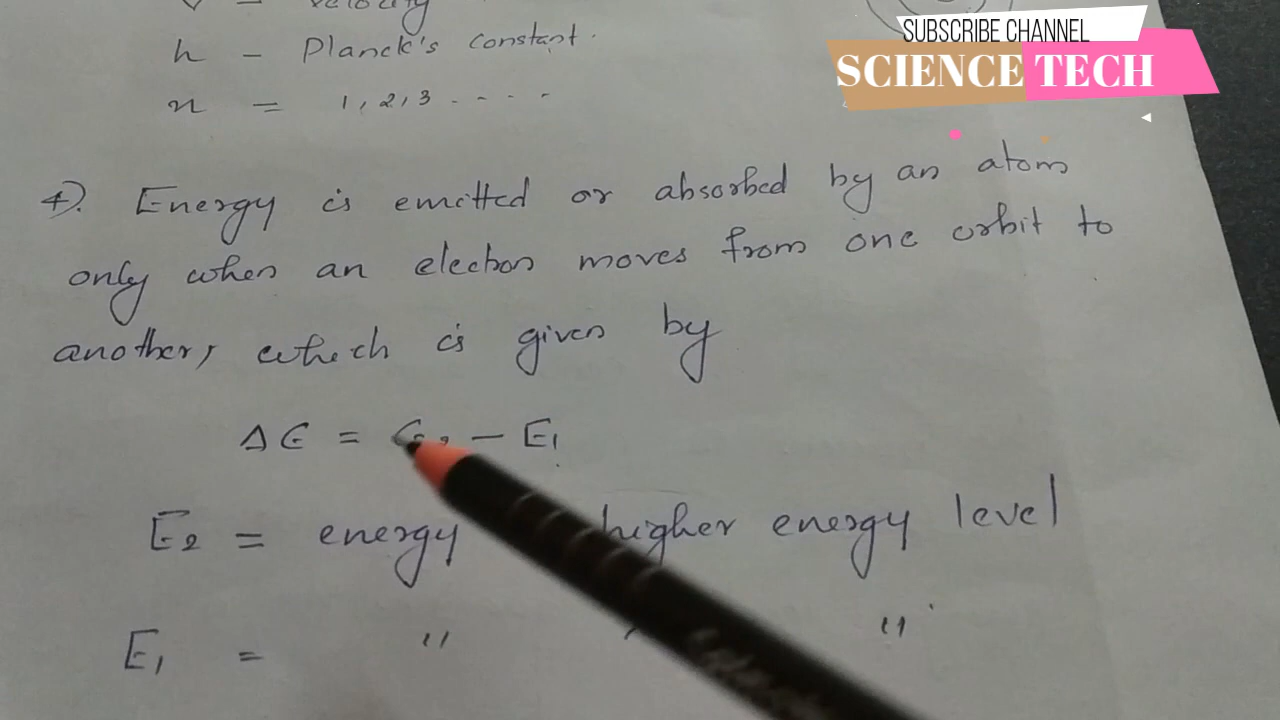 SUBSCRIBE CHANNEL
SCIENCE TECH
v - velocity
h - Planck's constant.
n = 1, 2, 3 - - - -
4). Energy is emitted or absorbed by an atom
only when an electron moves from one orbit to
another, which is given by
ΔE = E2 - E1
E2 = energy higher energy level
E1 = " "